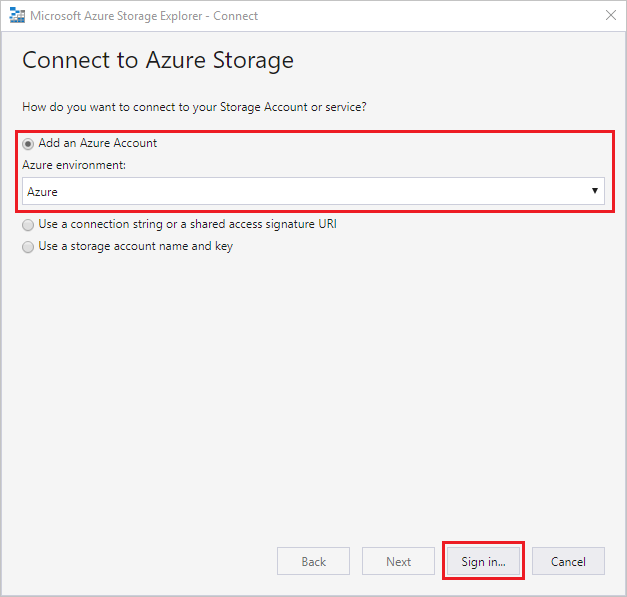 Microsoft Azure Storage Explorer - Connect
Connect to Azure Storage
How do you want to connect to your Storage Account or service?
Add an Azure Account
Azure environment:
Azure
Use a connection string or a shared access signature URI
Use a storage account name and key
Back
Next
Sign in...
Cancel